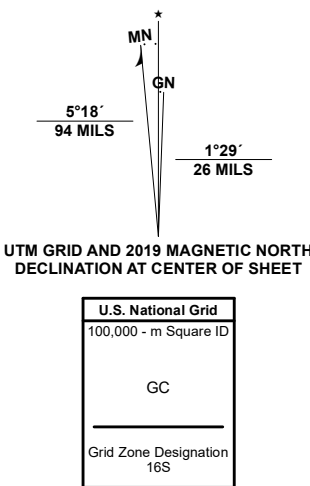 ★
MN
GN
5°18´
94 MILS
1°29´
26 MILS
UTM GRID AND 2019 MAGNETIC NORTH
DECLINATION AT CENTER OF SHEET
U.S. National Grid
100,000 - m Square ID
GC
Grid Zone Designation
16S